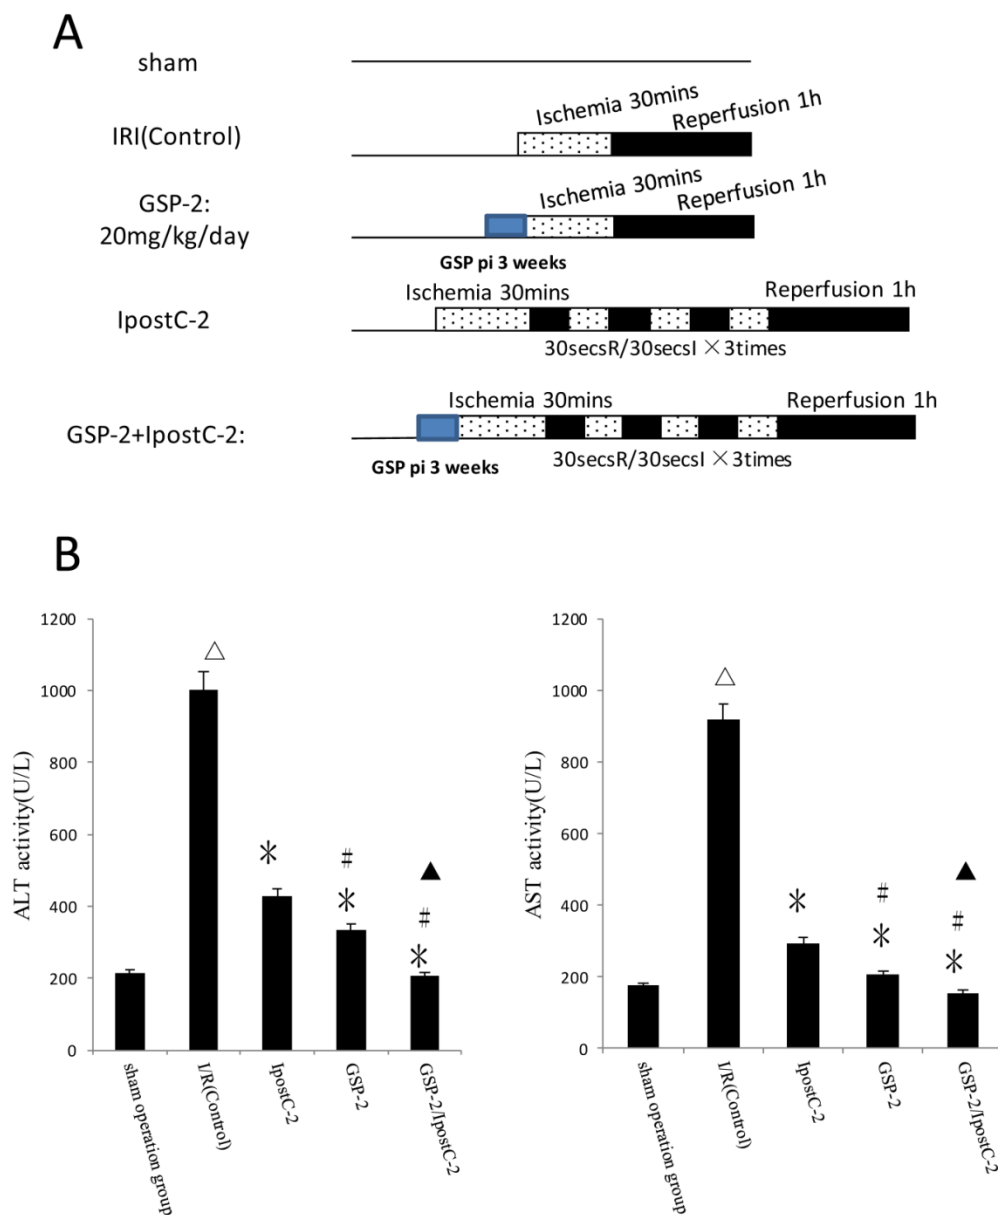 A
sham
Ischemia 30mins
Reperfusion 1h
IRI(Control)
GSP-2:
20mg/kg/day
Ischemia 30mins
Reperfusion 1h
GSP pi 3 weeks
IpostC-2
Ischemia 30mins
Reperfusion 1h
30secsR/30secsI ×3times
GSP-2+IpostC-2:
Ischemia 30mins
Reperfusion 1h
GSP pi 3 weeks
30secsR/30secsI ×3times
B
ALT activity(U/L)
1200
1000
800
600
400
200
0
△
*
#
*
▲
#
*
sham operation group
I/R(Control)
IpostC-2
GSP-2
GSP-2/IpostC-2
AST activity(U/L)
1200
1000
800
600
400
200
0
△
*
#
*
▲
#
*
sham operation group
I/R(Control)
IpostC-2
GSP-2
GSP-2/IpostC-2